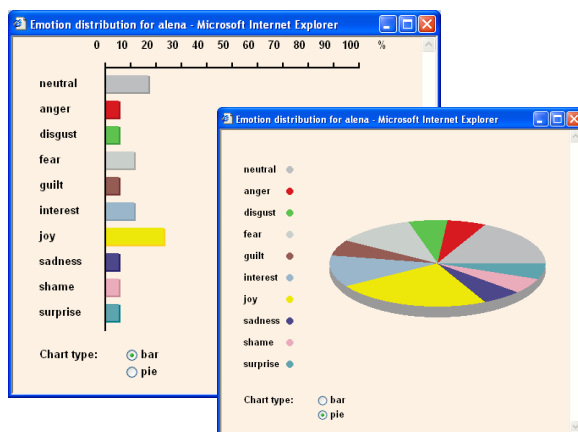 Emotion distribution for alena - Microsoft Internet Explorer
0 10 20 30 40 50 60 70 80 90 100 %
neutral
anger
disgust
fear
guilt
interest
joy
sadness
shame
surprise
Chart type: bar
pie
Emotion distribution for alena - Microsoft Internet Explorer
neutral
anger
disgust
fear
guilt
interest
joy
sadness
shame
surprise
Chart type: bar
pie